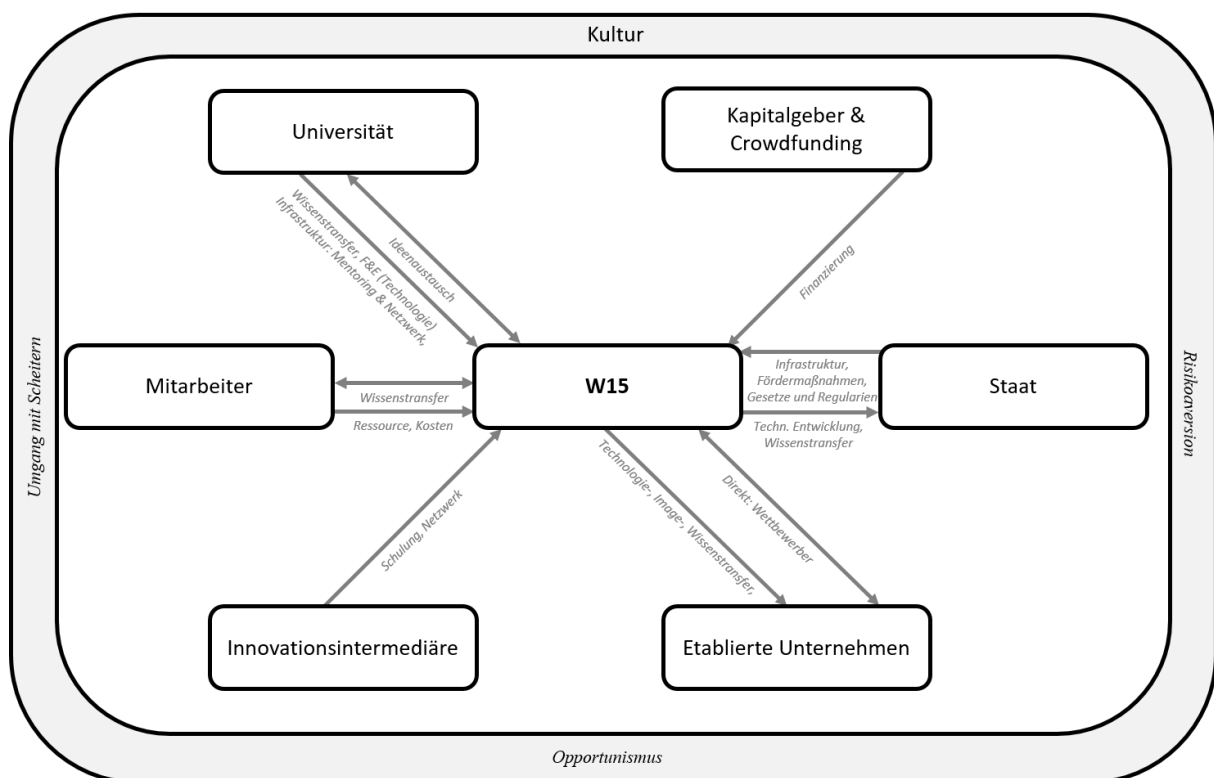 Kultur
Universität
Kapitalgeber &
Crowdfunding
Wissenstransfer, F&E (Technologie)
Infrastruktur: Mentoring & Netzwerk,
Ideenaustausch
Finanzierung
Umgang mit Scheitern
Mitarbeiter
Wissenstransfer
Ressource, Kosten
W15
Infrastruktur,
Fördermaßnahmen,
Gesetze und Regularien
Techn. Entwicklung,
Wissenstransfer
Staat
Risikoaversion
Schulung, Netzwerk
Technologie-, Image-, Wissenstransfer,
Direkt: Wettbewerber
Innovationsintermediäre
Etablierte Unternehmen
Opportunismus